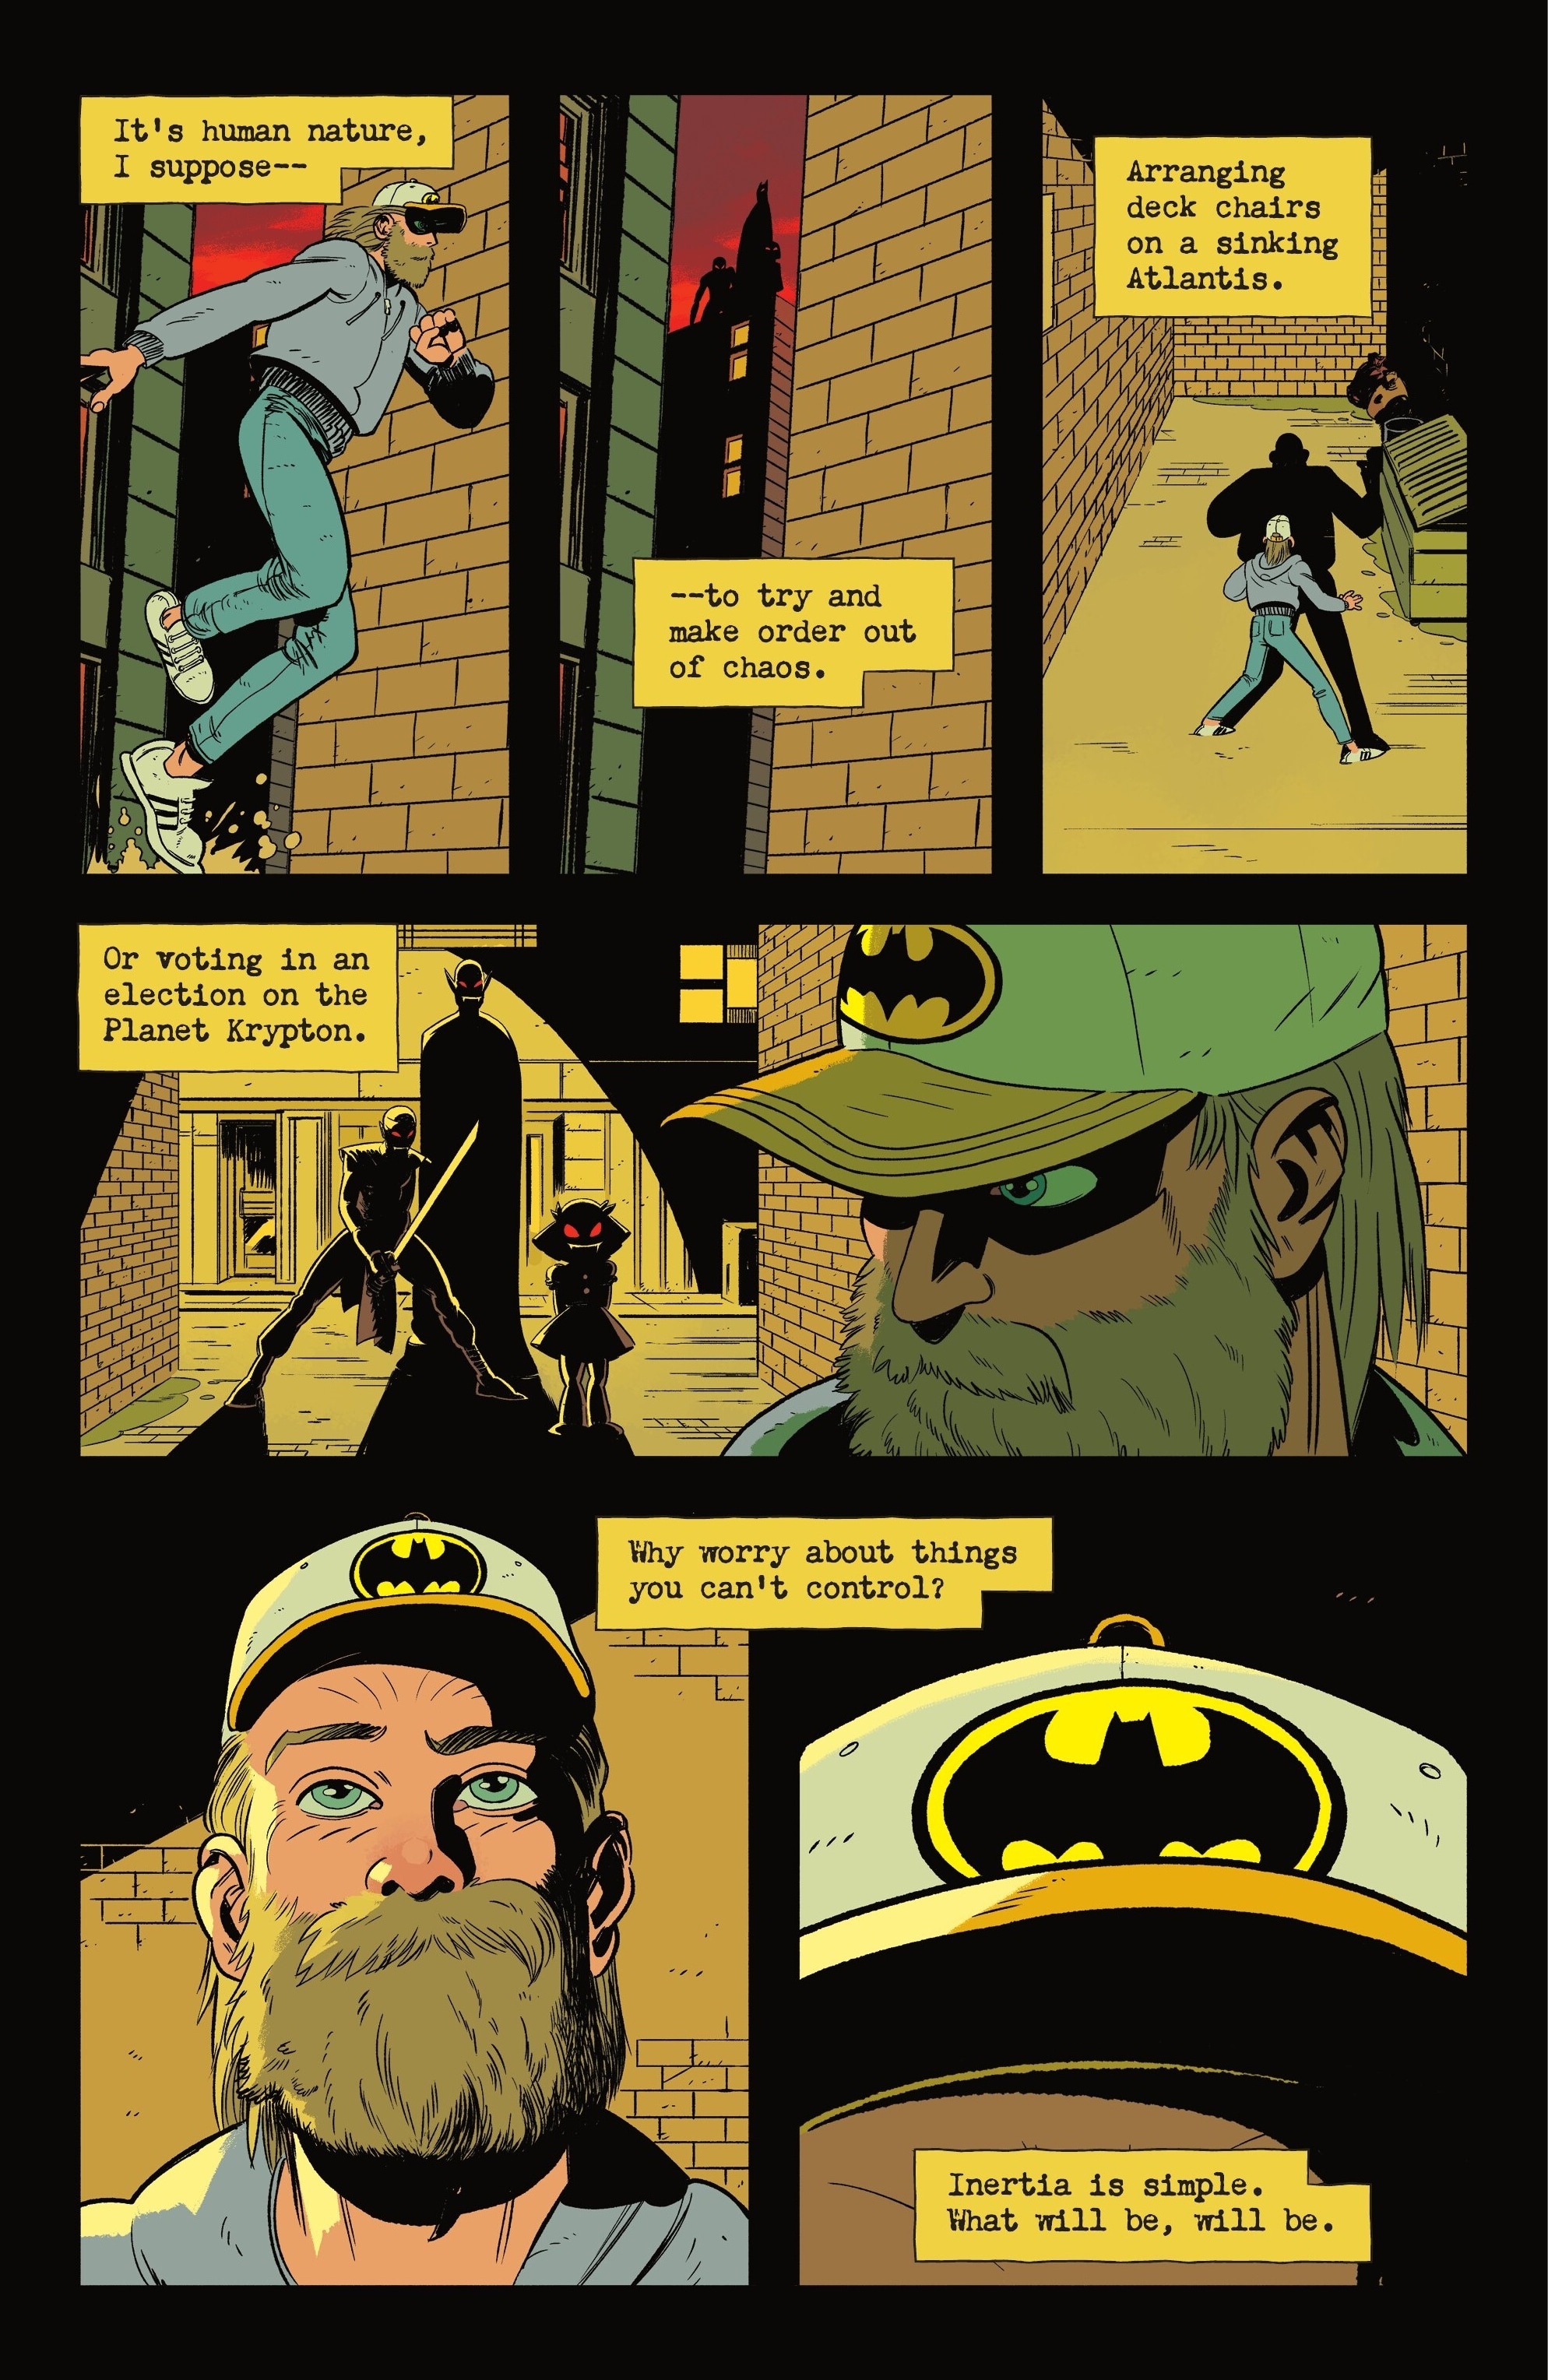 It's human nature,
I suppose--
--to try and
make order out
of chaos.
Arranging
deck chairs
on a sinking
Atlantis.
Or voting in an
election on the
Planet Krypton.
Why worry about things
you can't control?
Inertia is simple.
What will be, will be.